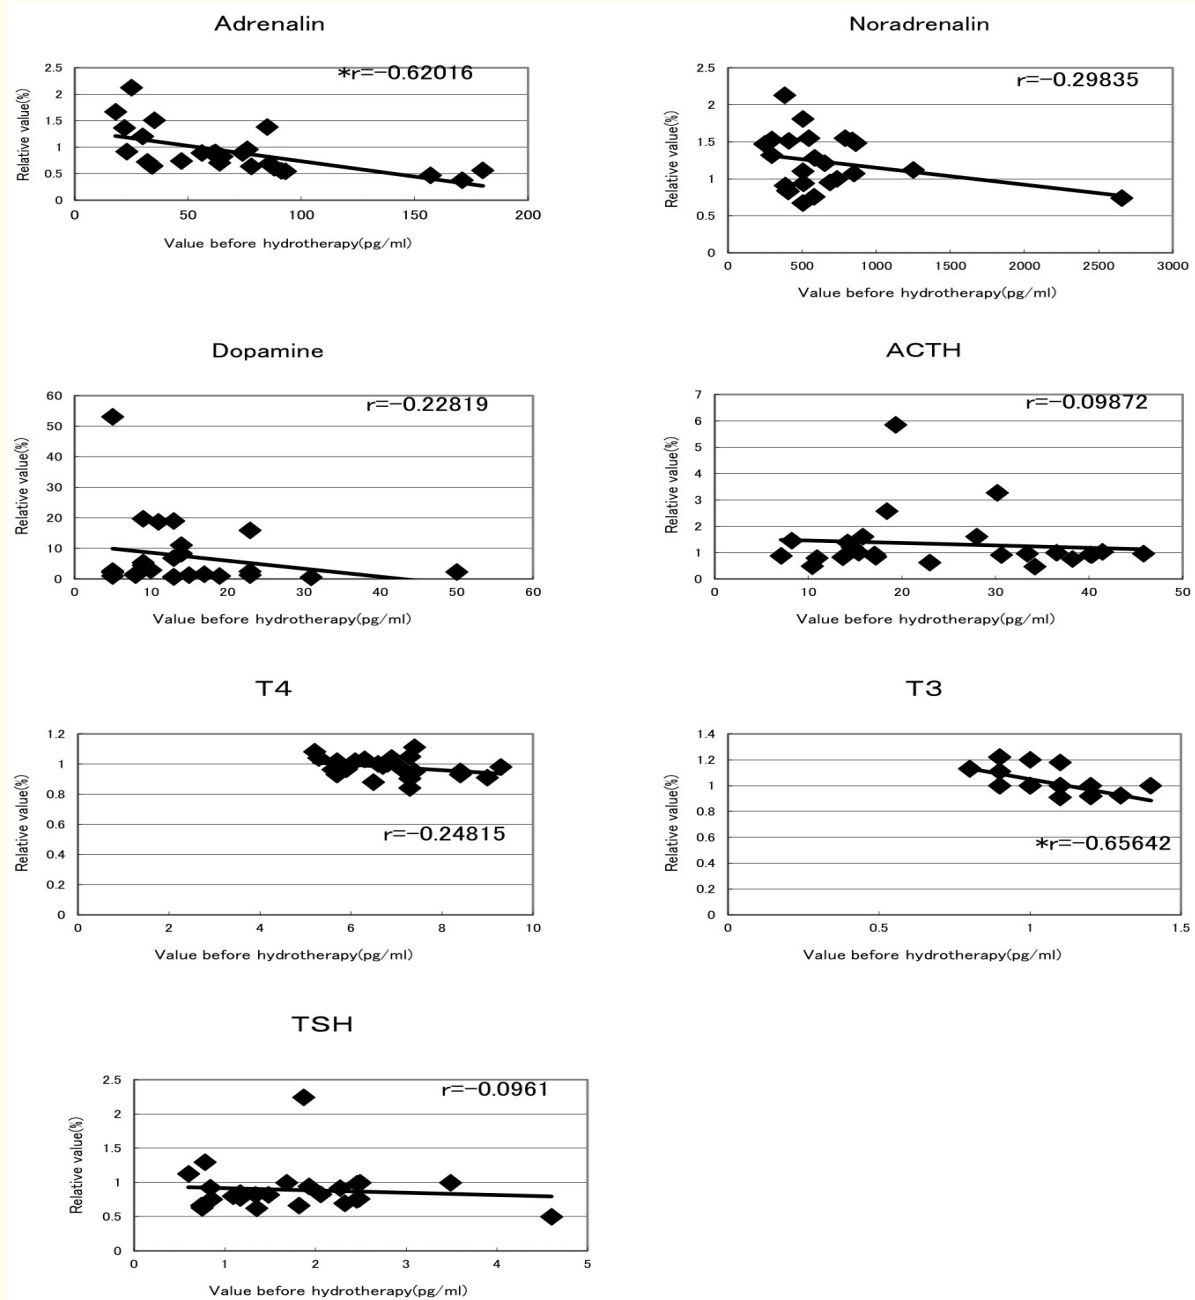 Adrenalin
*r=-0.62016
Relative value(%)
2.5
2
1.5
1
0.5
0
0 50 100 150 200
Value before hydrotherapy(pg/ml)
Noradrenalin
r=-0.29835
Relative value(%)
2.5
2
1.5
1
0.5
0
0 500 1000 1500 2000 2500 3000
Value before hydrotherapy(pg/ml)
Dopamine
r=-0.22819
Relative value(%)
60
50
40
30
20
10
0
0 10 20 30 40 50 60
Value before hydrotherapy(pg/ml)
ACTH
r=-0.09872
Relative value(%)
7
6
5
4
3
2
1
0
0 10 20 30 40 50
Value before hydrotherapy(pg/ml)
T4
Relative value(%)
1.2
1
0.8
0.6
0.4
0.2
0
r=-0.24815
0 2 4 6 8 10
Value before hydrotherapy(pg/ml)
T3
Relative value(%)
1.4
1.2
1
0.8
0.6
0.4
0.2
0
*r=-0.65642
0 0.5 1 1.5
Value before hydrotherapy(pg/ml)
TSH
r=-0.0961
Relative value(%)
2.5
2
1.5
1
0.5
0
0 1 2 3 4 5
Value before hydrotherapy(pg/ml)